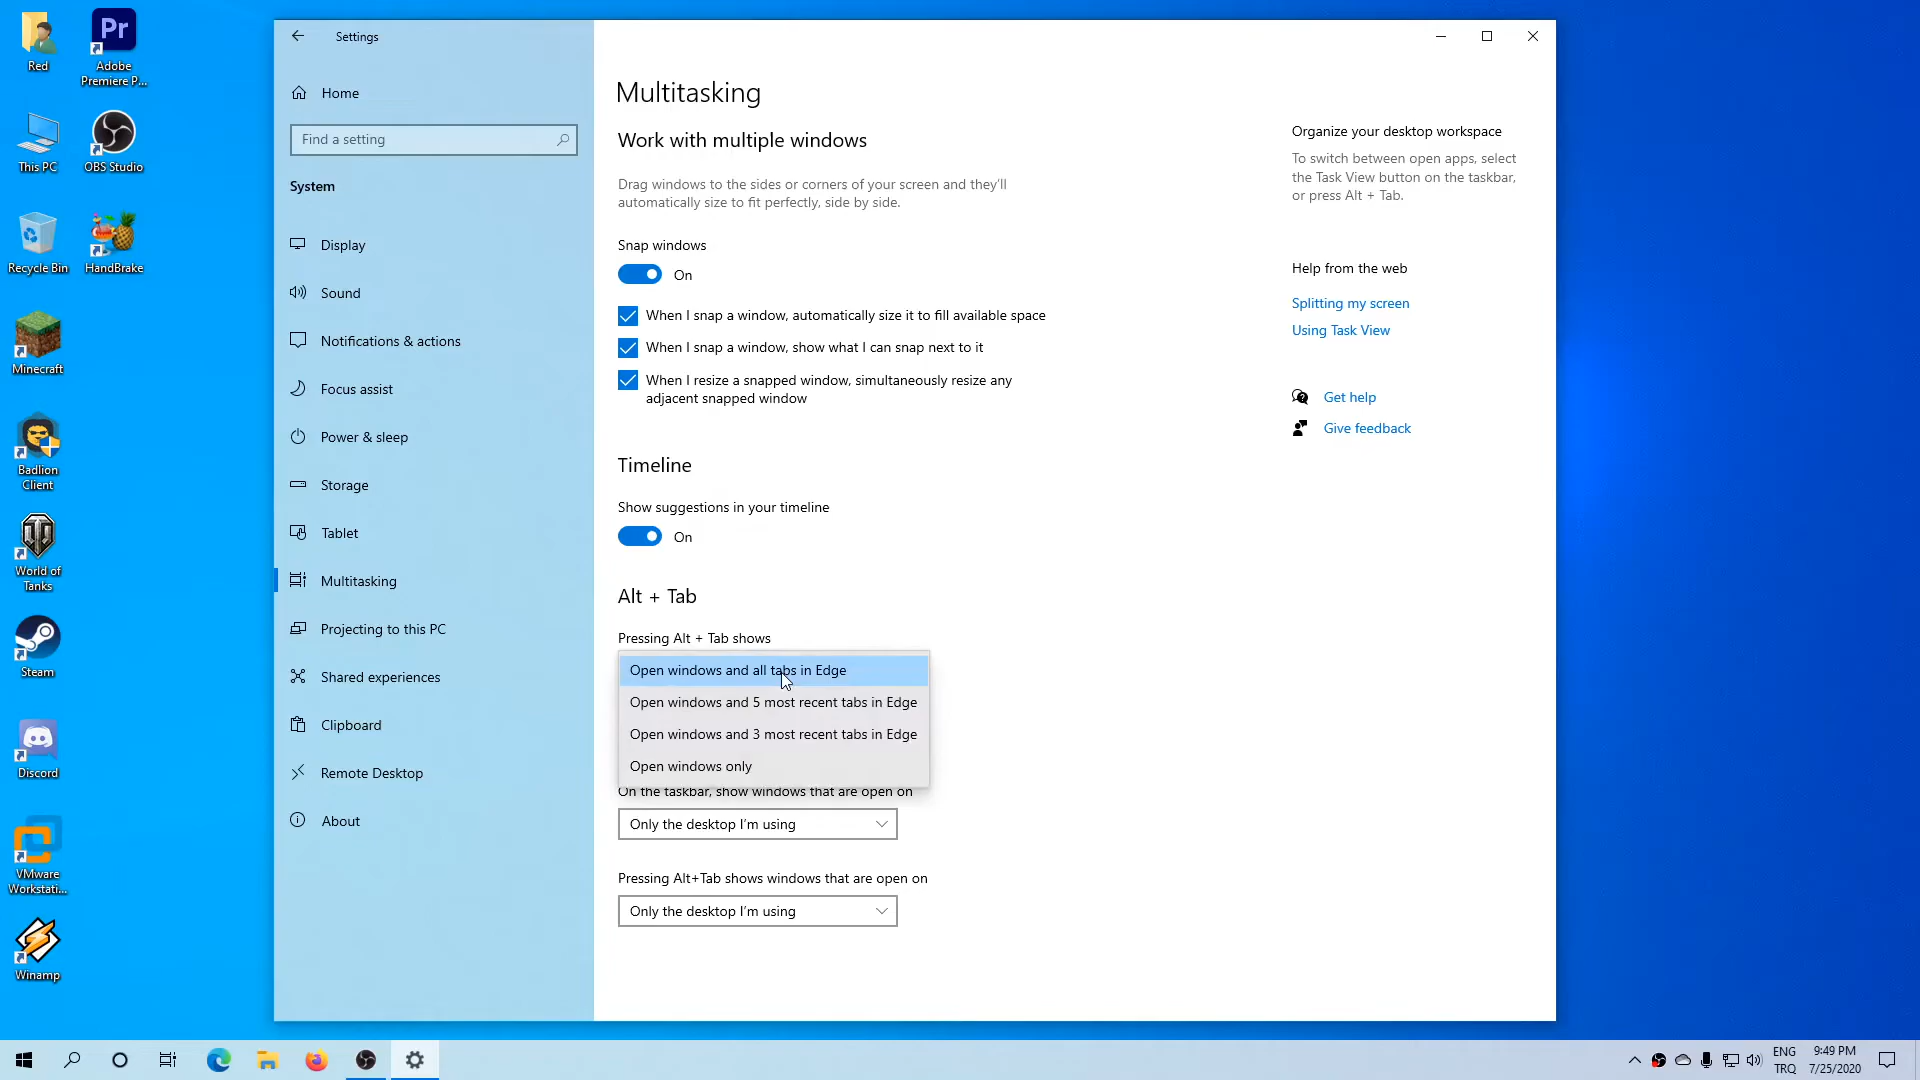 Red
Adobe
Premiere P...
This PC
OBS Studio
Recycle Bin
HandBrake
Minecraft
Badlion
Client
World of
Tanks
Steam
Discord
VMware
Workstati...
Winamp
Settings
Home
Find a setting
System
Display
Sound
Notifications & actions
Focus assist
Power & sleep
Storage
Tablet
Multitasking
Projecting to this PC
Shared experiences
Clipboard
Remote Desktop
About
Multitasking
Work with multiple windows
Drag windows to the sides or corners of your screen and they'll
automatically size to fit perfectly, side by side.
Snap windows
On
When I snap a window, automatically size it to fill available space
When I snap a window, show what I can snap next to it
When I resize a snapped window, simultaneously resize any
adjacent snapped window
Timeline
Show suggestions in your timeline
On
Alt + Tab
Pressing Alt + Tab shows
Open windows and all tabs in Edge
Open windows and 5 most recent tabs in Edge
Open windows and 3 most recent tabs in Edge
Open windows only
On the taskbar, show windows that are open on
Only the desktop I'm using
Pressing Alt+Tab shows windows that are open on
Only the desktop I'm using
Organize your desktop workspace
To switch between open apps, select
the Task View button on the taskbar,
or press Alt + Tab.
Help from the web
Splitting my screen
Using Task View
Get help
Give feedback
Pr
ENG
TRQ
9:49 PM
7/25/2020